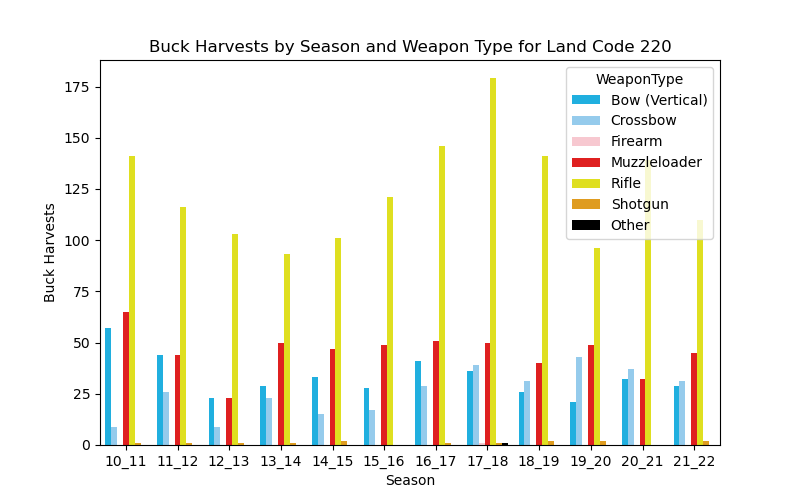 Buck Harvests by Season and Weapon Type for Land Code 220
WeaponType
Bow (Vertical)
Crossbow
Firearm
Muzzleloader
Rifle
Shotgun
Other
Buck Harvests
175
150
125
100
75
50
25
0
10_11 11_12 12_13 13_14 14_15 15_16 16_17 17_18 18_19 19_20 20_21 21_22
Season